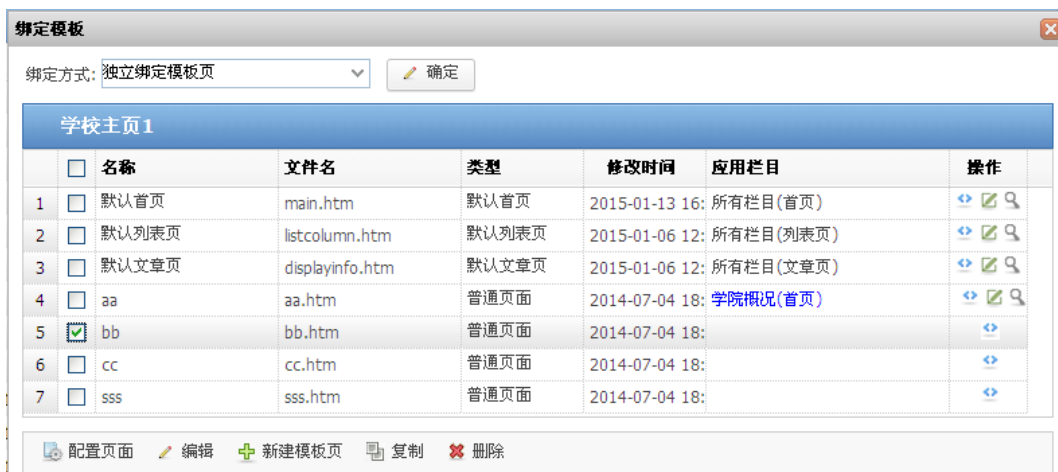 绑定模板
绑定方式: 独立绑定模板页 确定
学校主页1
名称 文件名 类型 修改时间 应用栏目 操作
1 默认首页 main.htm 默认首页 2015-01-13 16: 所有栏目(首页)
2 默认列表页 listcolumn.htm 默认列表页 2015-01-06 12: 所有栏目(列表页)
3 默认文章页 displayinfo.htm 默认文章页 2015-01-06 12: 所有栏目(文章页)
4 aa aa.htm 普通页面 2014-07-04 18: 学院概况(首页)
5 bb bb.htm 普通页面 2014-07-04 18:
6 cc cc.htm 普通页面 2014-07-04 18:
7 sss sss.htm 普通页面 2014-07-04 18:
配置页面 编辑 新建模板页 复制 删除